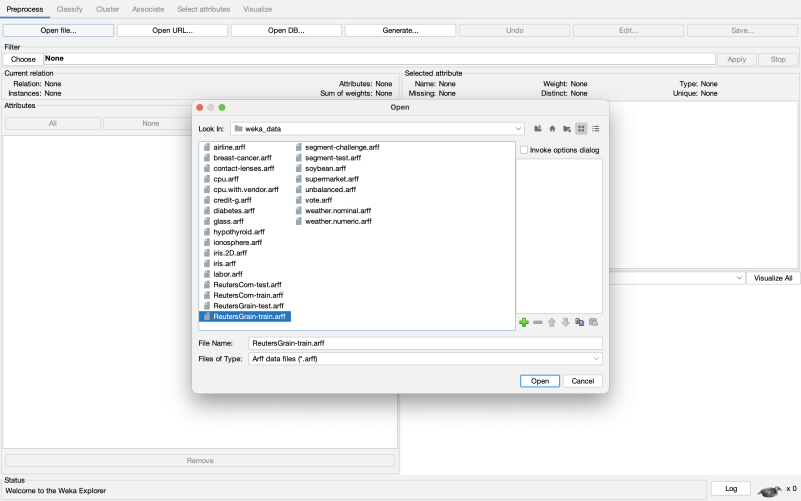 Preprocess Classify Cluster Associate Select attributes Visualize
Open file... Open URL... Open DB... Generate... Undo Edit... Save...
Filter
Choose None Apply Stop
Current relation
Relation: None Attributes: None
Instances: None Sum of weights: None
Selected attribute
Name: None Weight: None Type: None
Missing: None Distinct: None Unique: None
Attributes
All None
Open
Look In: weka_data
airline.arff
breast-cancer.arff
contact-lenses.arff
cpu.arff
cpu.with.vendor.arff
credit-g.arff
diabetes.arff
glass.arff
hypothyroid.arff
ionosphere.arff
iris.2D.arff
iris.arff
labor.arff
ReutersCorn-test.arff
ReutersCorn-train.arff
ReutersGrain-test.arff
ReutersGrain-train.arff
segment-challenge.arff
segment-test.arff
soybean.arff
supermarket.arff
unbalanced.arff
vote.arff
weather.nominal.arff
weather.numeric.arff
Invoke options dialog
File Name: ReutersGrain-train.arff
Files of Type: Arff data files (*.arff)
Open Cancel
Visualize All
Remove
Status
Welcome to the Weka Explorer
Log x 0